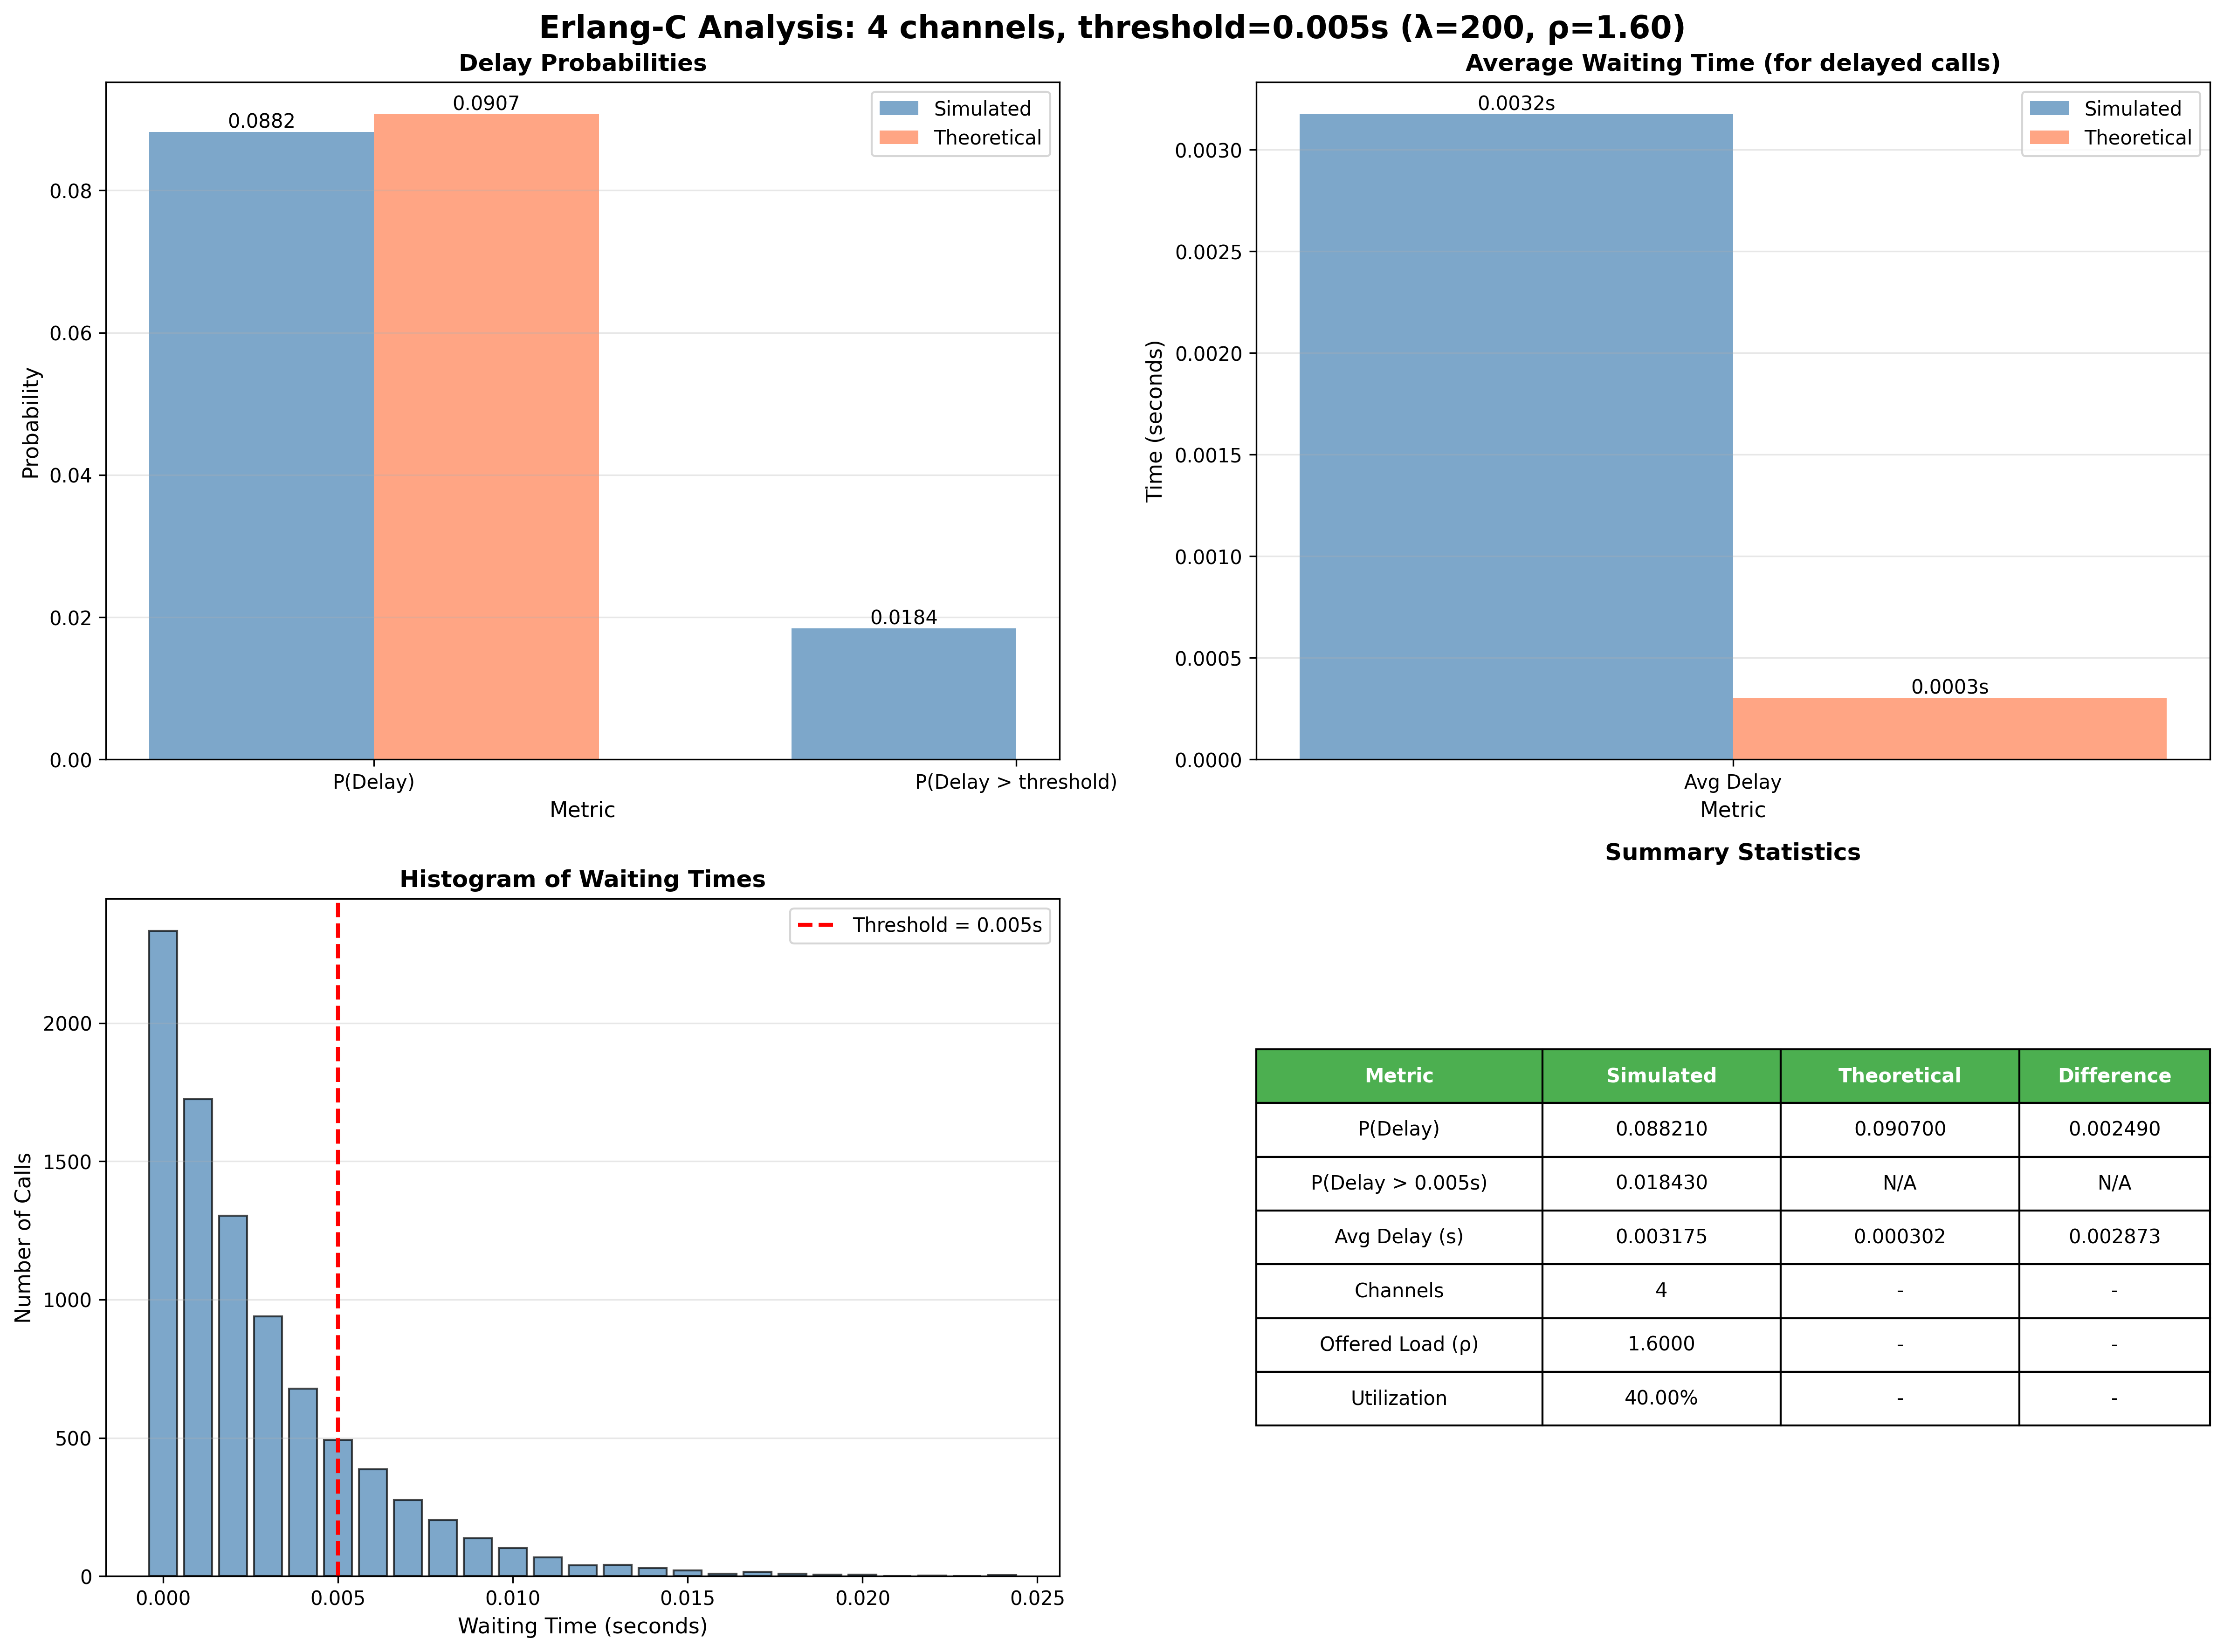 Erlang-C Analysis: 4 channels, threshold=0.005s (λ=200, ρ=1.60)
Delay Probabilities
0.0882
0.0907
0.0184
Simulated
Theoretical
0.08
0.06
0.04
0.02
0.00
Probability
P(Delay)
P(Delay > threshold)
Metric
Average Waiting Time (for delayed calls)
0.0032s
0.0003s
Simulated
Theoretical
0.0030
0.0025
0.0020
0.0015
0.0010
0.0005
0.0000
Time (seconds)
Avg Delay
Metric
Histogram of Waiting Times
Threshold = 0.005s
2000
1500
1000
500
0
Number of Calls
0.000 0.005 0.010 0.015 0.020 0.025
Waiting Time (seconds)
Summary Statistics
Metric Simulated Theoretical Difference
P(Delay) 0.088210 0.090700 0.002490
P(Delay > 0.005s) 0.018430 N/A N/A
Avg Delay (s) 0.003175 0.000302 0.002873
Channels 4 - -
Offered Load (ρ) 1.6000 - -
Utilization 40.00% - -